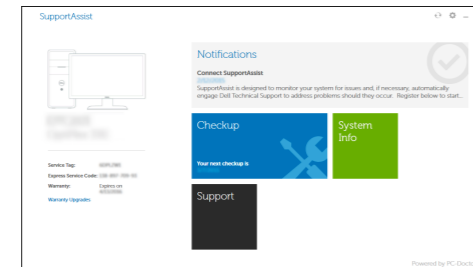 SupportAssist
Notifications
Connect SupportAssist
SupportAssist is designed to monitor your system for issues and, if necessary, automatically
engage Dell Technical Support to address problems should they occur. Register below to start...
Checkup
Your next checkup is
System
Info
Support
Service Tag:
Express Service Code:
Warranty: Expires on
Warranty Upgrades
Powered by PC-Doctor